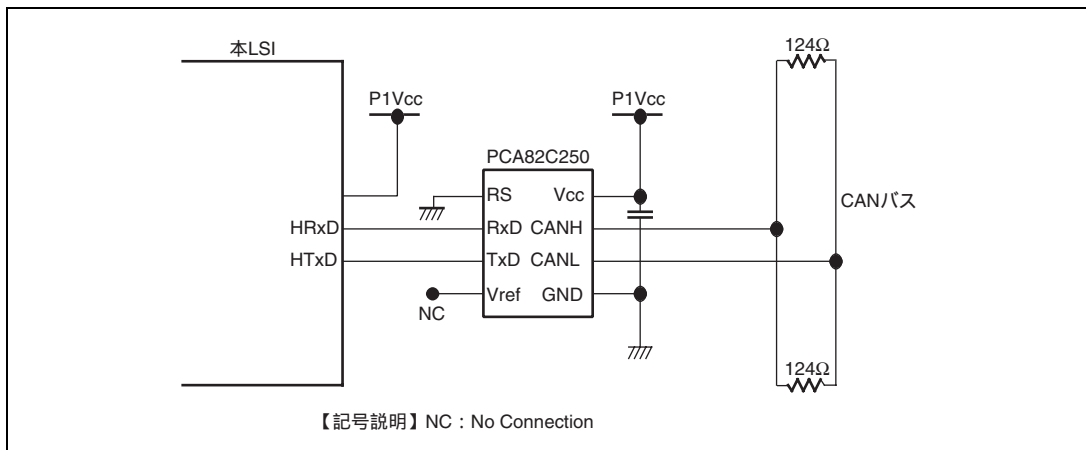 本LSI
124Ω
P1Vcc
P1Vcc
PCA82C250
RS
Vcc
CANバス
HRxD
RxD
CANH
HTxD
TxD
CANL
Vref
GND
NC
124Ω
【記号説明】NC：No Connection